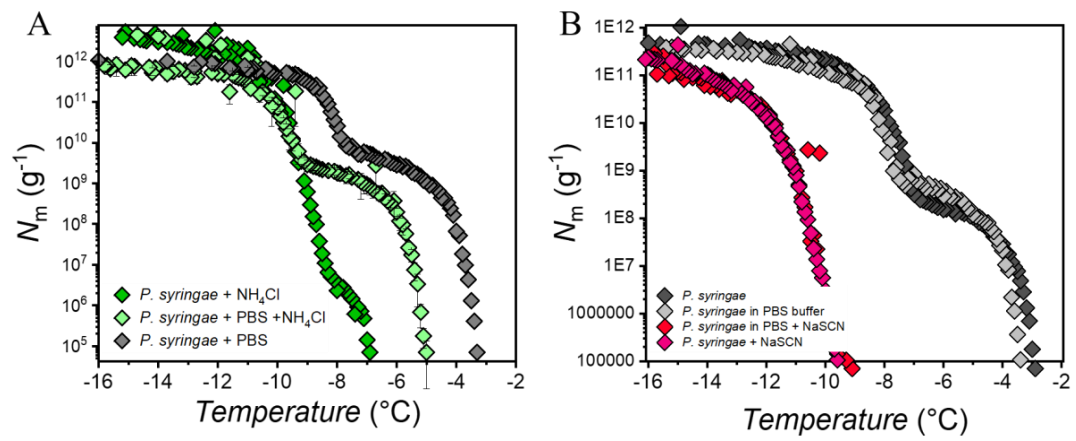 A
N_m (g⁻¹)
10¹²
10¹¹
10¹⁰
10⁹
10⁸
10⁷
10⁶
10⁵
P. syringae + NH₄Cl
P. syringae + PBS +NH₄Cl
P. syringae + PBS
-16 -14 -12 -10 -8 -6 -4 -2
Temperature (°C)
B
N_m (g⁻¹)
1E12
1E11
1E10
1E9
1E8
1E7
1000000
100000
P. syringae
P. syringae in PBS buffer
P. syringae in PBS + NaSCN
P. syringae + NaSCN
-16 -14 -12 -10 -8 -6 -4 -2
Temperature (°C)